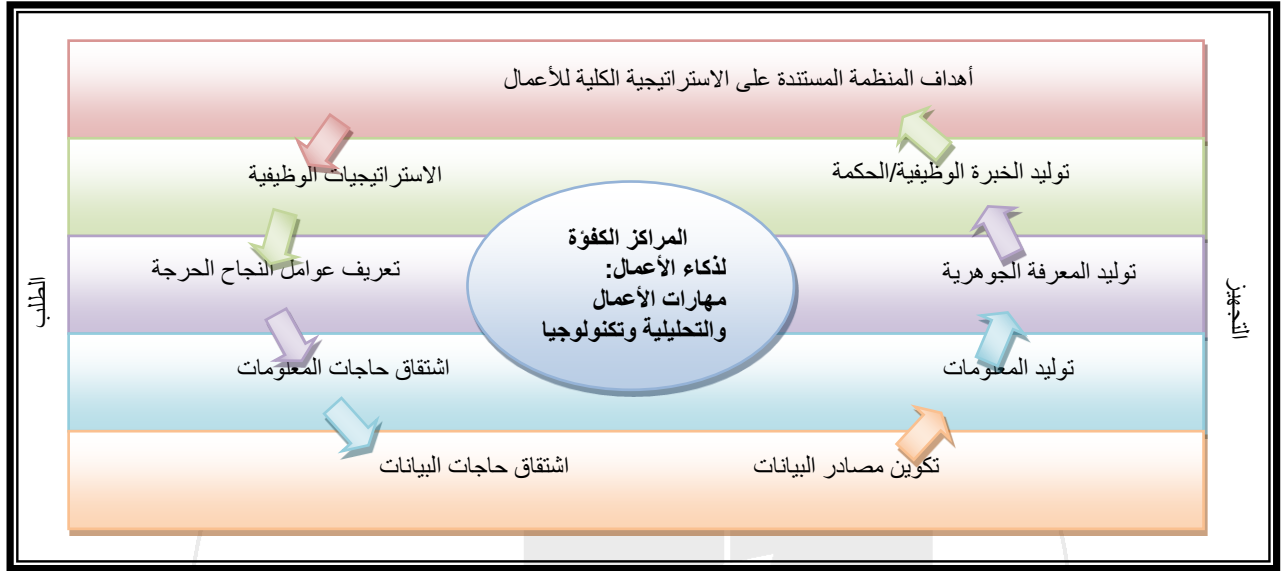 أهداف المنظمة المستندة على الاستراتيجية الكلية للأعمال
توليد الخبرة الوظيفية/الحكمة
الاستراتيجيات الوظيفية
المراكز الكفؤة
لذكاء الأعمال:
مهارات الأعمال
والتحليلية وتكنولوجيا
توليد المعرفة الجوهرية
تعريف عوامل النجاح الحرجة
التجهيز
الطلب
توليد المعلومات
اشتقاق حاجات المعلومات
تكوين مصادر البيانات
اشتقاق حاجات البيانات